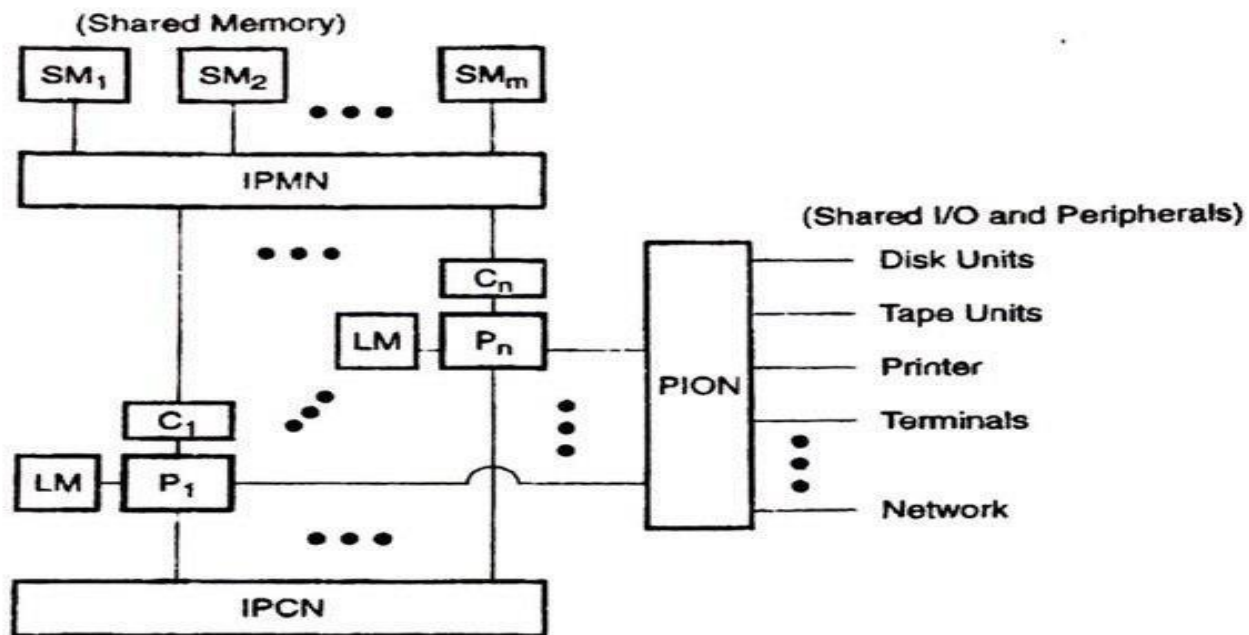 (Shared Memory)
SM1 SM2 SMm
IPMN
(Shared I/O and Peripherals)
Cn
Disk Units
Tape Units
LM Pn
PION
Printer
C1
Terminals
LM P1
Network
IPCN